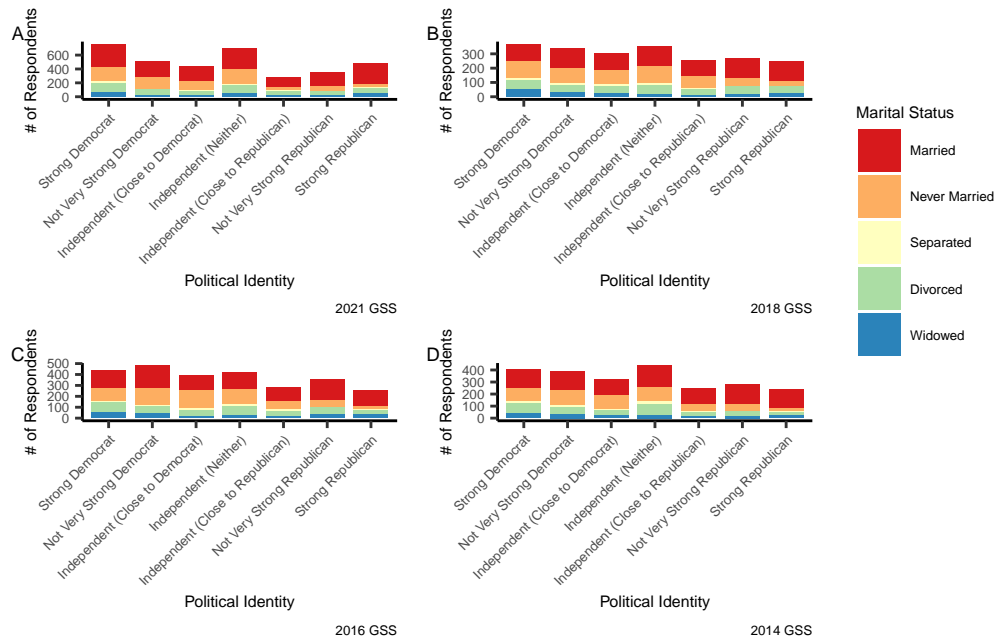 A
# of Respondents
600
400
200
0
Strong Democrat
Not Very Strong Democrat
Independent (Close to Democrat)
Independent (Neither)
Independent (Close to Republican)
Not Very Strong Republican
Strong Republican
Political Identity
2021 GSS
B
# of Respondents
300
200
100
0
Strong Democrat
Not Very Strong Democrat
Independent (Close to Democrat)
Independent (Neither)
Independent (Close to Republican)
Not Very Strong Republican
Strong Republican
Political Identity
2018 GSS
Marital Status
Married
Never Married
Separated
Divorced
Widowed
C
# of Respondents
500
400
300
200
100
0
Strong Democrat
Not Very Strong Democrat
Independent (Close to Democrat)
Independent (Neither)
Independent (Close to Republican)
Not Very Strong Republican
Strong Republican
Political Identity
2016 GSS
D
# of Respondents
400
300
200
100
0
Strong Democrat
Not Very Strong Democrat
Independent (Close to Democrat)
Independent (Neither)
Independent (Close to Republican)
Not Very Strong Republican
Strong Republican
Political Identity
2014 GSS